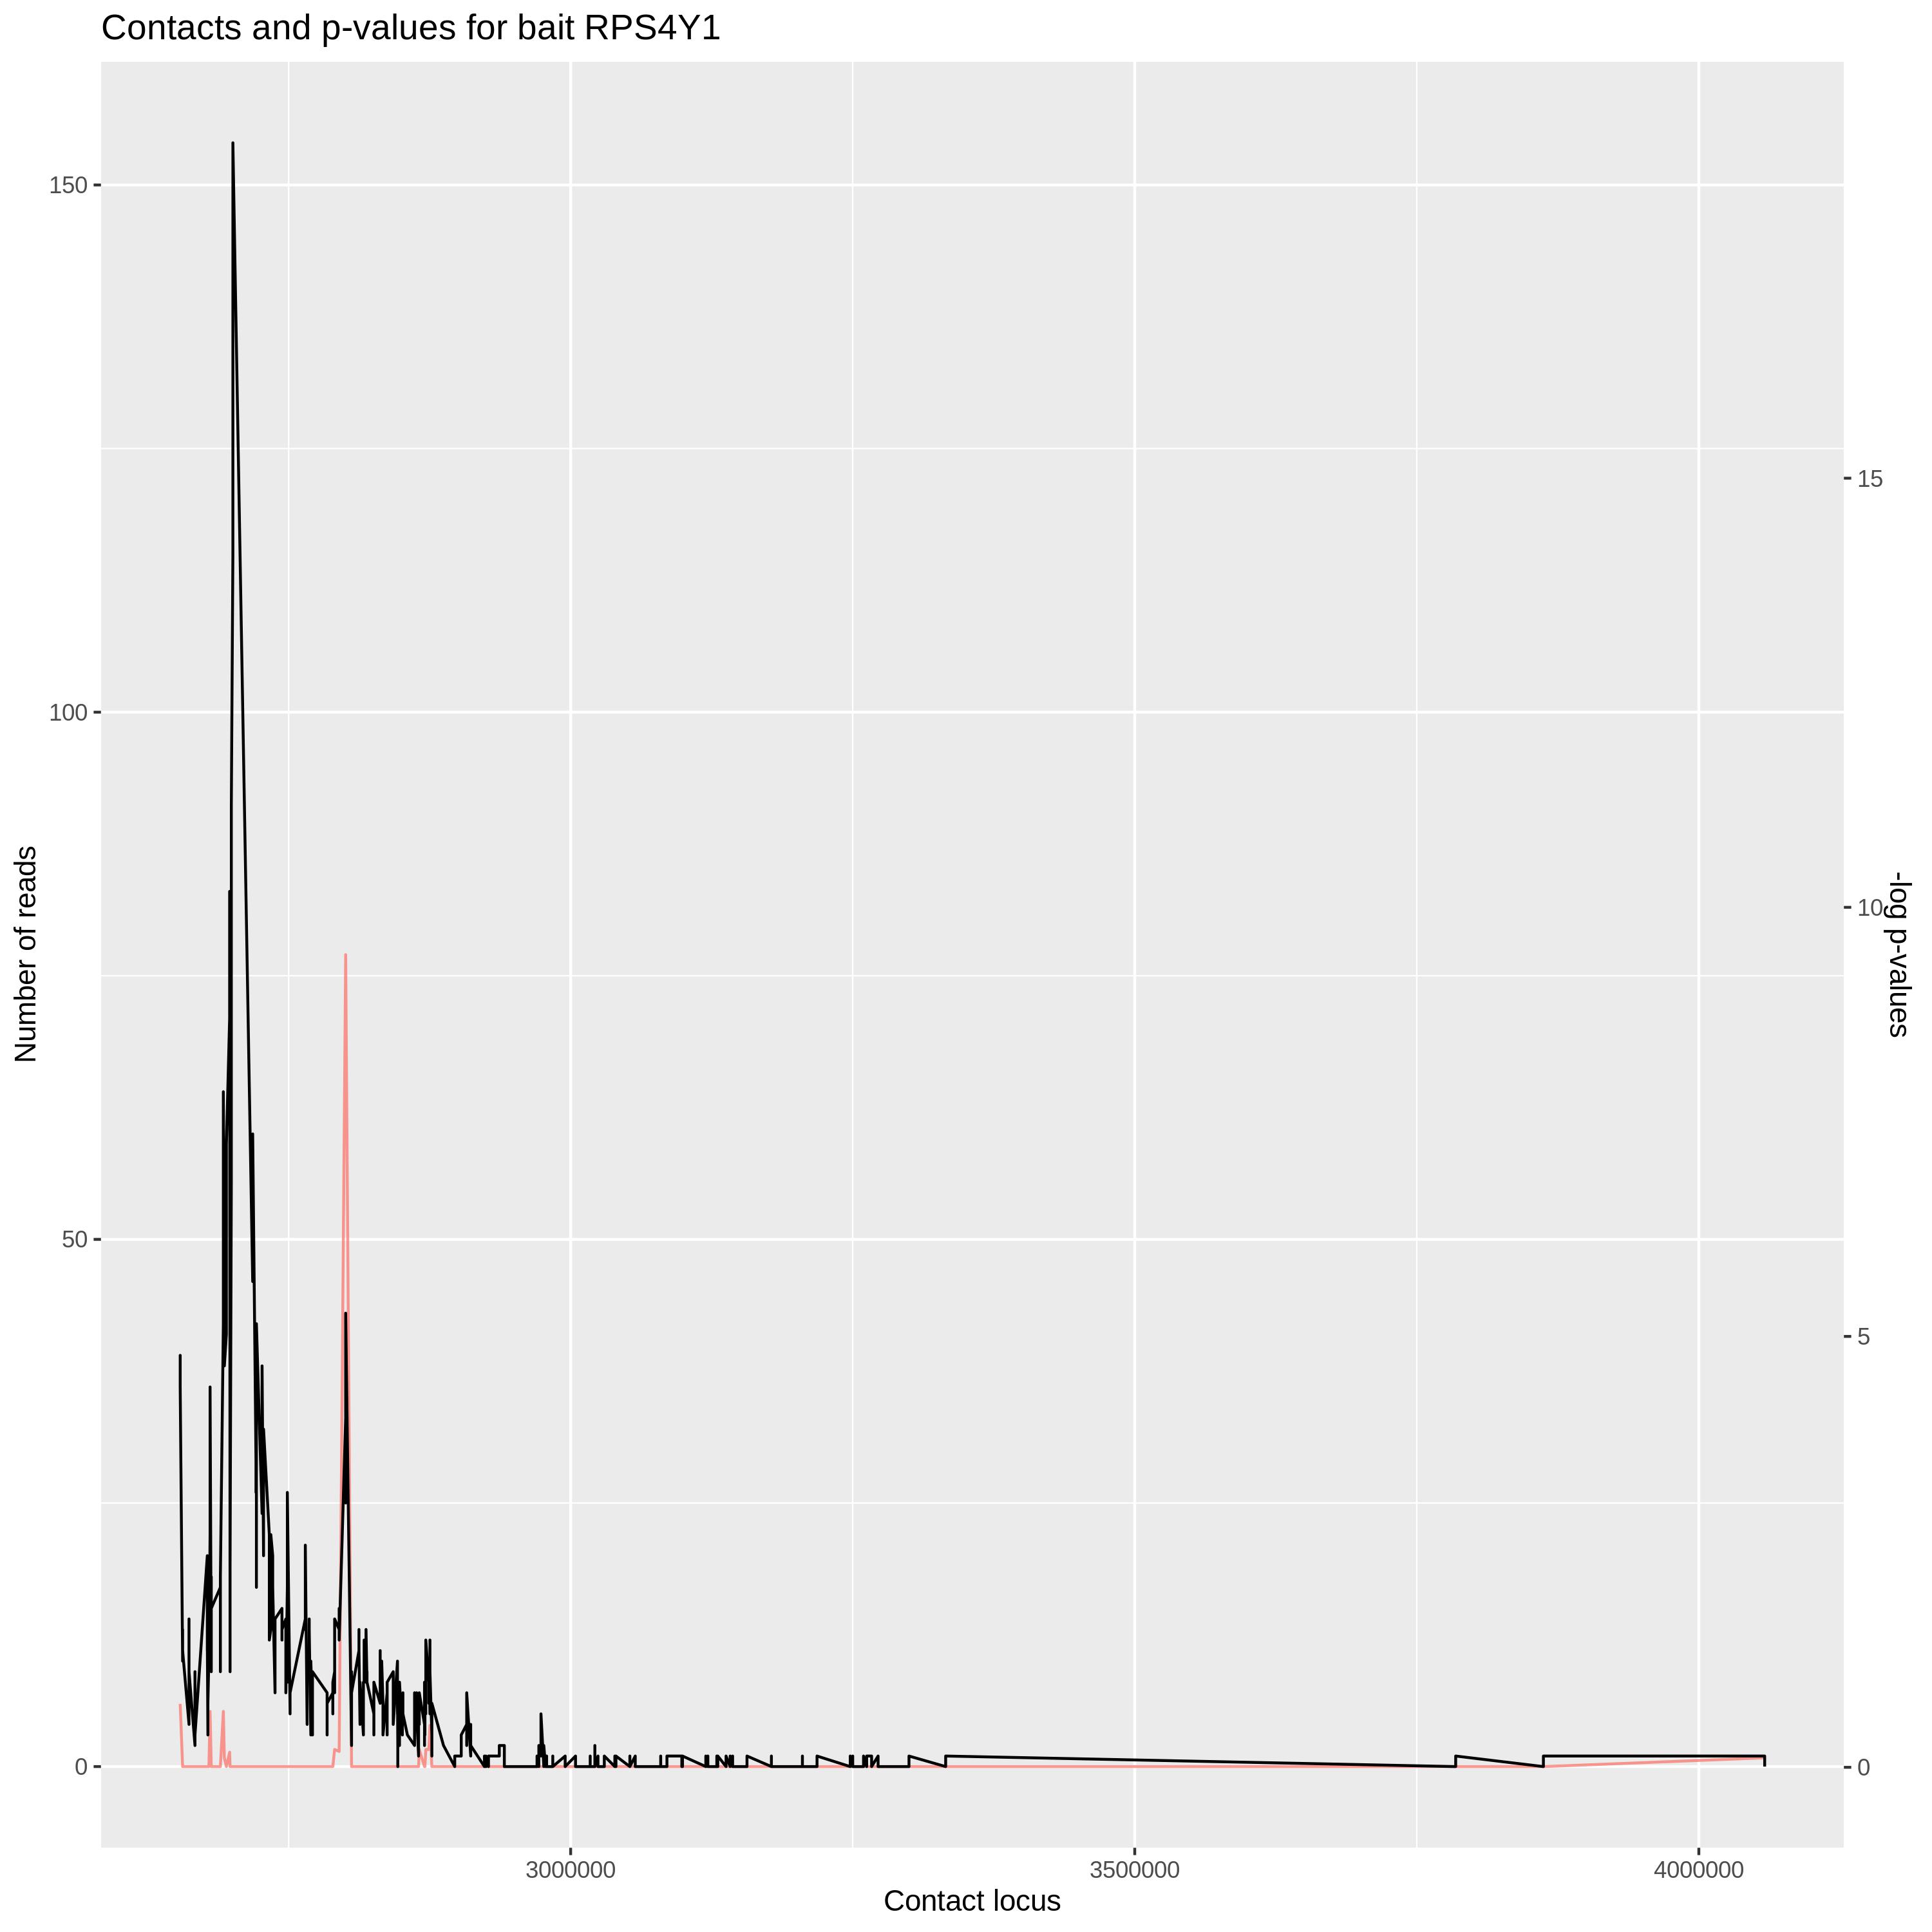 Contacts and p-values for bait RPS4Y1
150
100
50
0
Number of reads
15
10
5
0
-log p-values
3000000
3500000
4000000
Contact locus